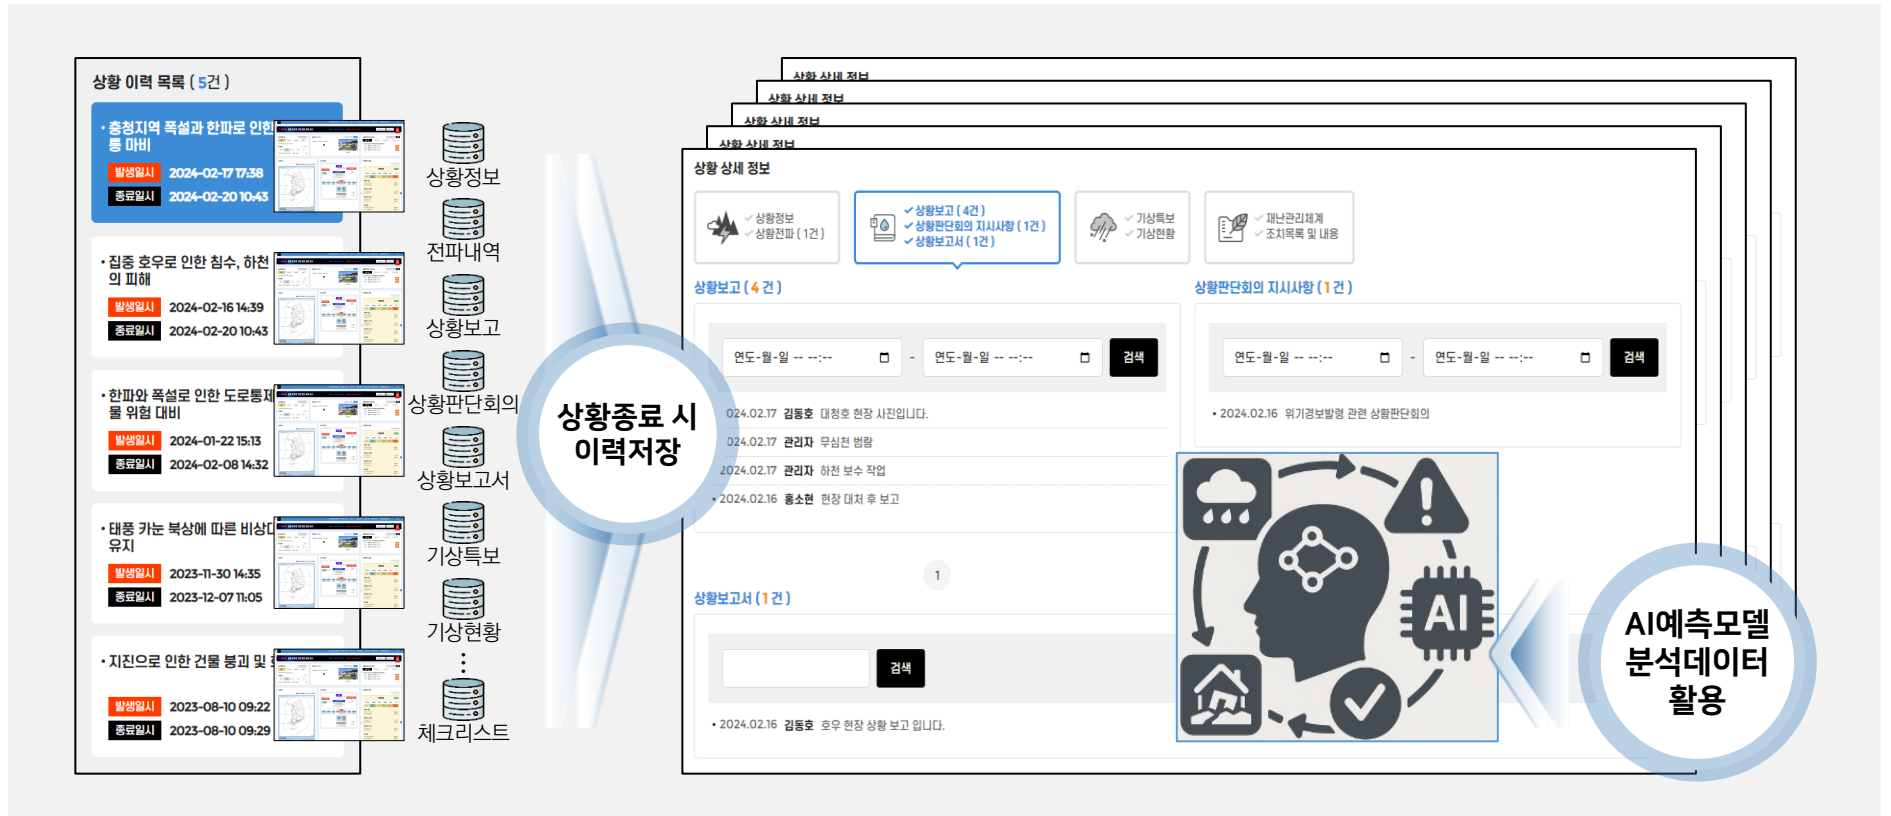 상황 이력 목록 ( 5건 )
• 충청지역 폭설과 한파로 인한
통 마비
발생일시 2024-02-17 17:38
종료일시 2024-02-20 10:43
• 집중 호우로 인한 침수, 하천
의 피해
발생일시 2024-02-16 14:39
종료일시 2024-02-20 10:43
• 한파와 폭설로 인한 도로통제
물 위험 대비
발생일시 2024-01-22 15:13
종료일시 2024-02-08 14:32
• 태풍 카눈 북상에 따른 비상
유지
발생일시 2023-11-30 14:35
종료일시 2023-12-07 11:05
• 지진으로 인한 건물 붕괴 및
발생일시 2023-08-10 09:22
종료일시 2023-08-10 09:29
상황정보
전파내역
상황보고
상황판단회의
상황보고서
기상특보
기상현황
체크리스트
상황종료 시
이력저장
상황 상세 정보
상황 상세 정보
상황 상세 정보
상황 상세 정보
상황 상세 정보
상황정보
상황전파 ( 1건 )
상황보고 ( 4건 )
상황판단회의 지시사항 ( 1건 )
상황보고서 ( 1건 )
기상특보
기상현황
재난관리체계
조치목록 및 내용
상황보고 ( 4 건 )
연도-월-일 -- --:-- - 연도-월-일 -- --:-- 검색
024.02.17 김동호 대청호 현장 사진입니다.
024.02.17 관리자 무심천 범람
2024.02.17 관리자 하천 보수 작업
• 2024.02.16 홍소현 현장 대처 후 보고
1
상황판단회의 지시사항 ( 1 건 )
연도-월-일 -- --:-- - 연도-월-일 -- --:-- 검색
• 2024.02.16 위기경보발령 관련 상황판단회의
상황보고서 ( 1 건 )
검색
• 2024.02.16 김동호 호우 현장 상황 보고 입니다.
AI
AI예측모델
분석데이터
활용